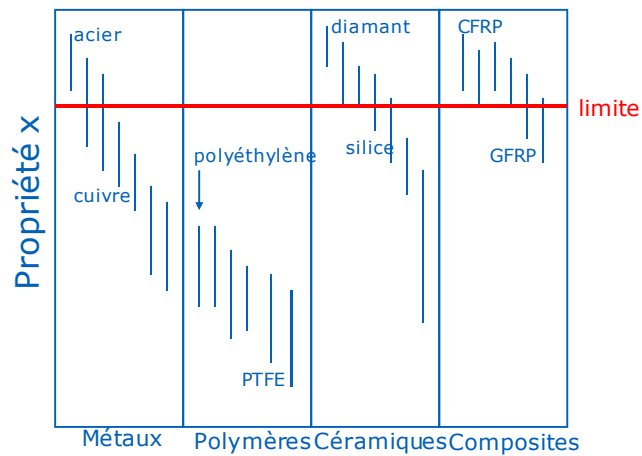 acier
diamant
CFRP
limite
polyéthylène
silice
GFRP
cuivre
Propriété x
PTFE
Métaux
Polymères
Céramiques
Composites